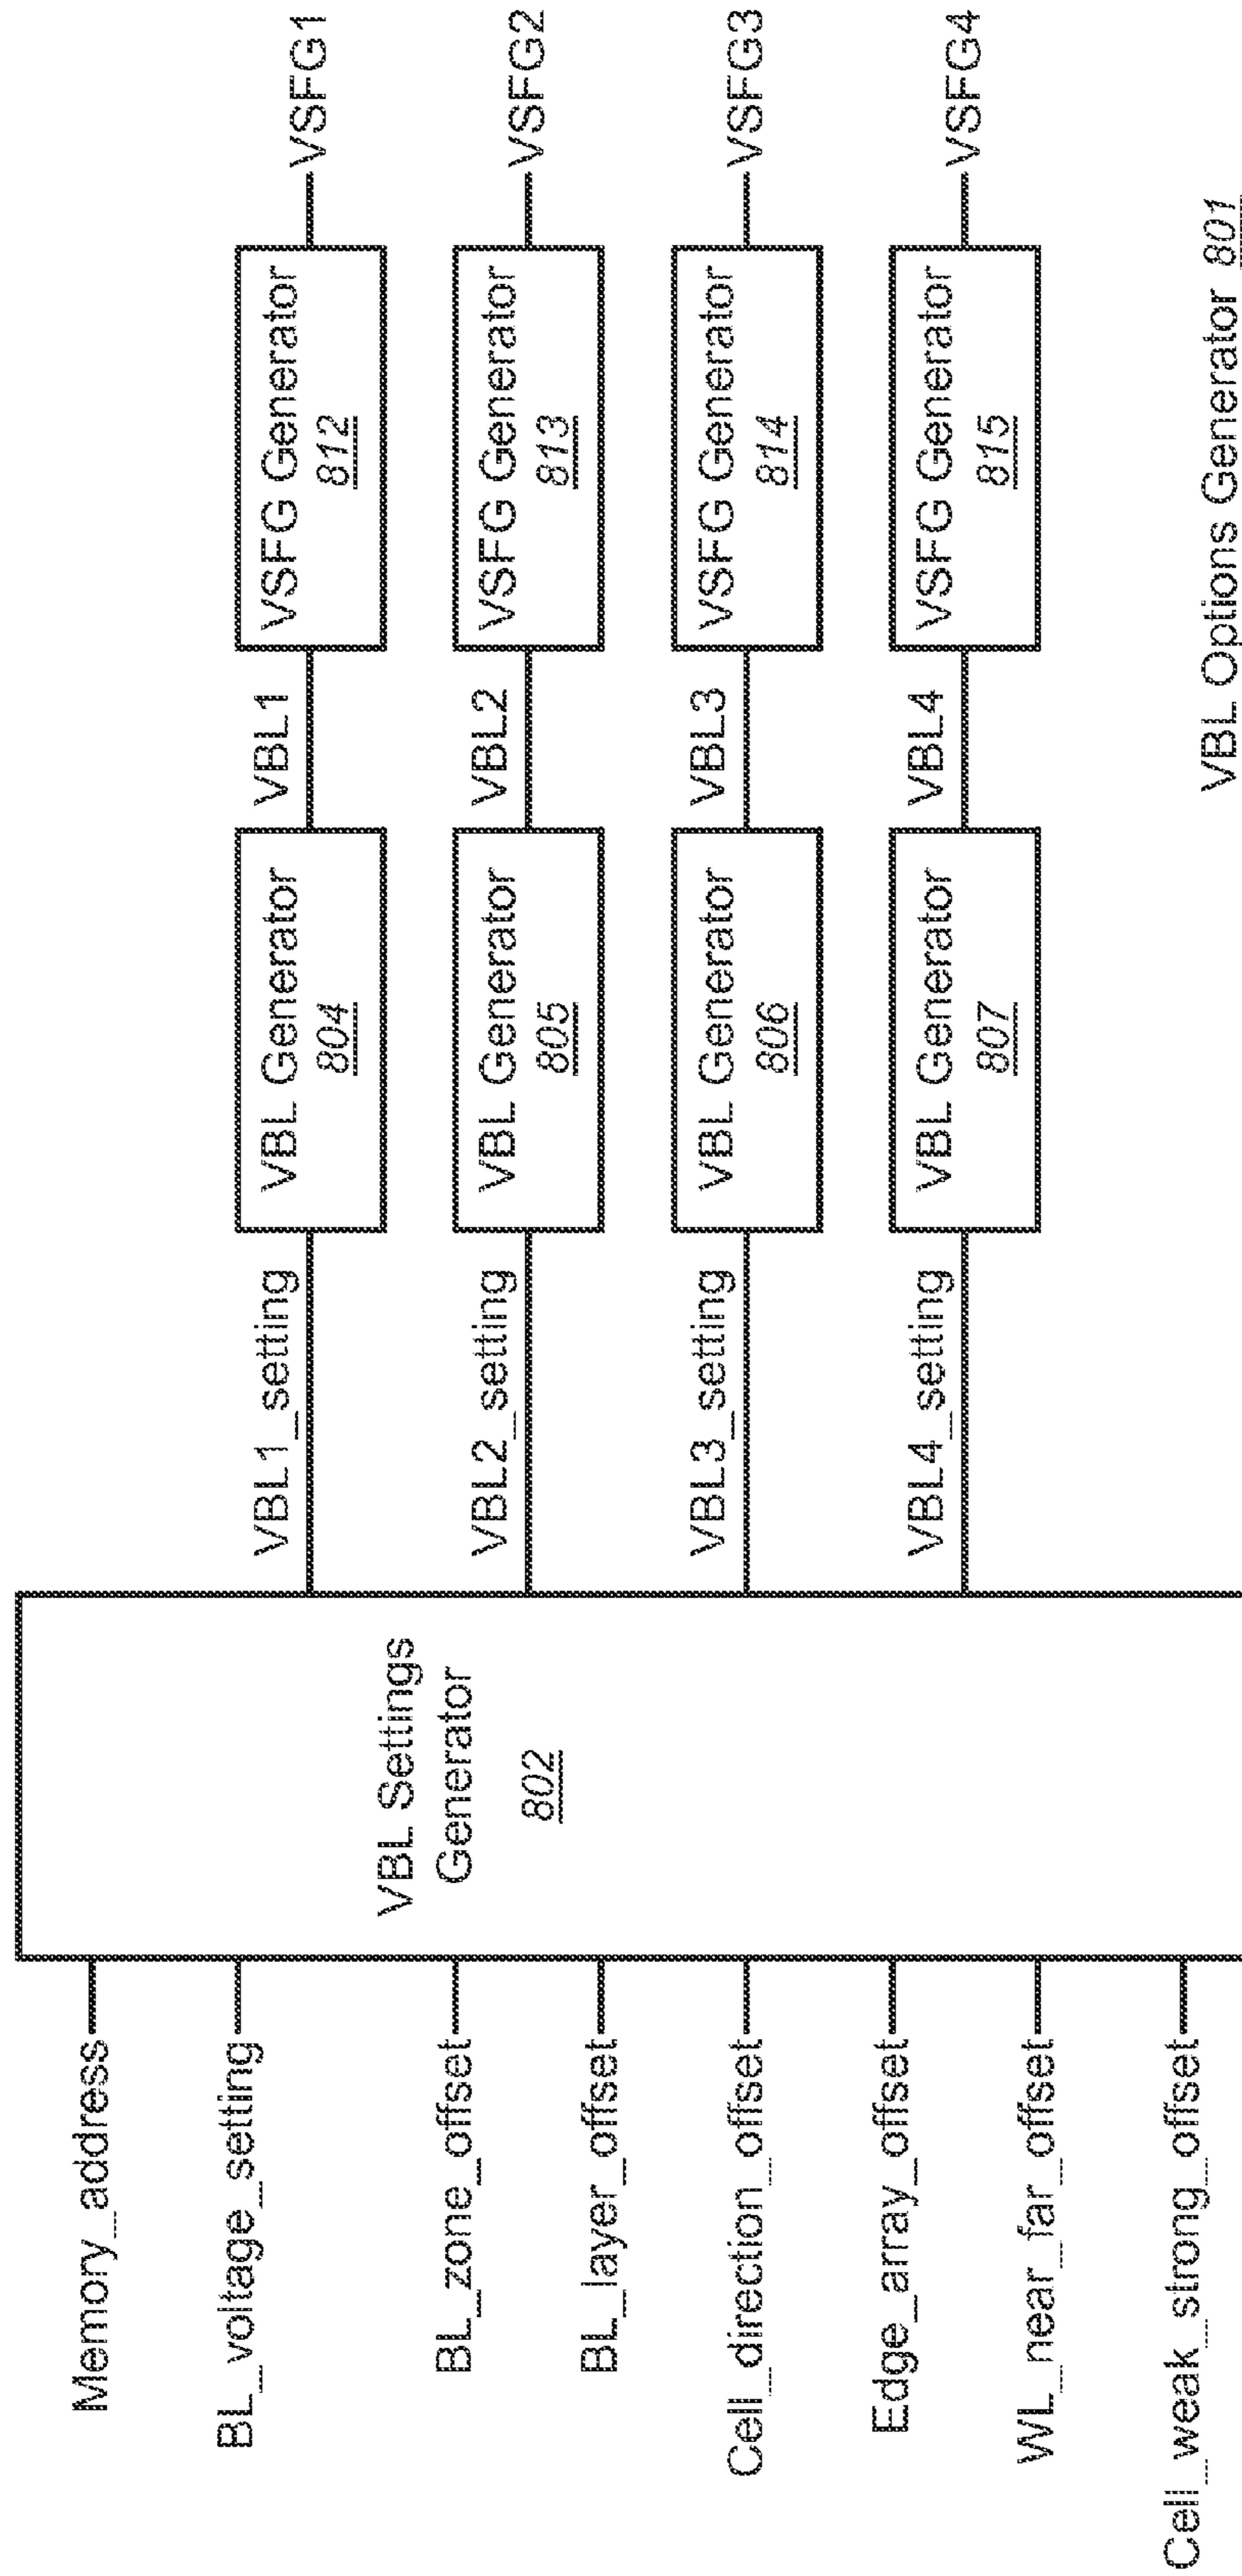 Memory_address
BL_voltage_setting
BL_zone_offset
BL_layer_offset
Cell_direction_offset
Edge_array_offset
WL_near_far_offset
Cell_weak_strong_offset
VBL Settings
Generator
802
VBL1_setting
VBL Generator
804
VBL1
VSFG Generator
812
VSFG1
VBL2_setting
VBL Generator
805
VBL2
VSFG Generator
813
VSFG2
VBL3_setting
VBL Generator
806
VBL3
VSFG Generator
814
VSFG3
VBL4_setting
VBL Generator
807
VBL4
VSFG Generator
815
VSFG4
VBL Options Generator 801